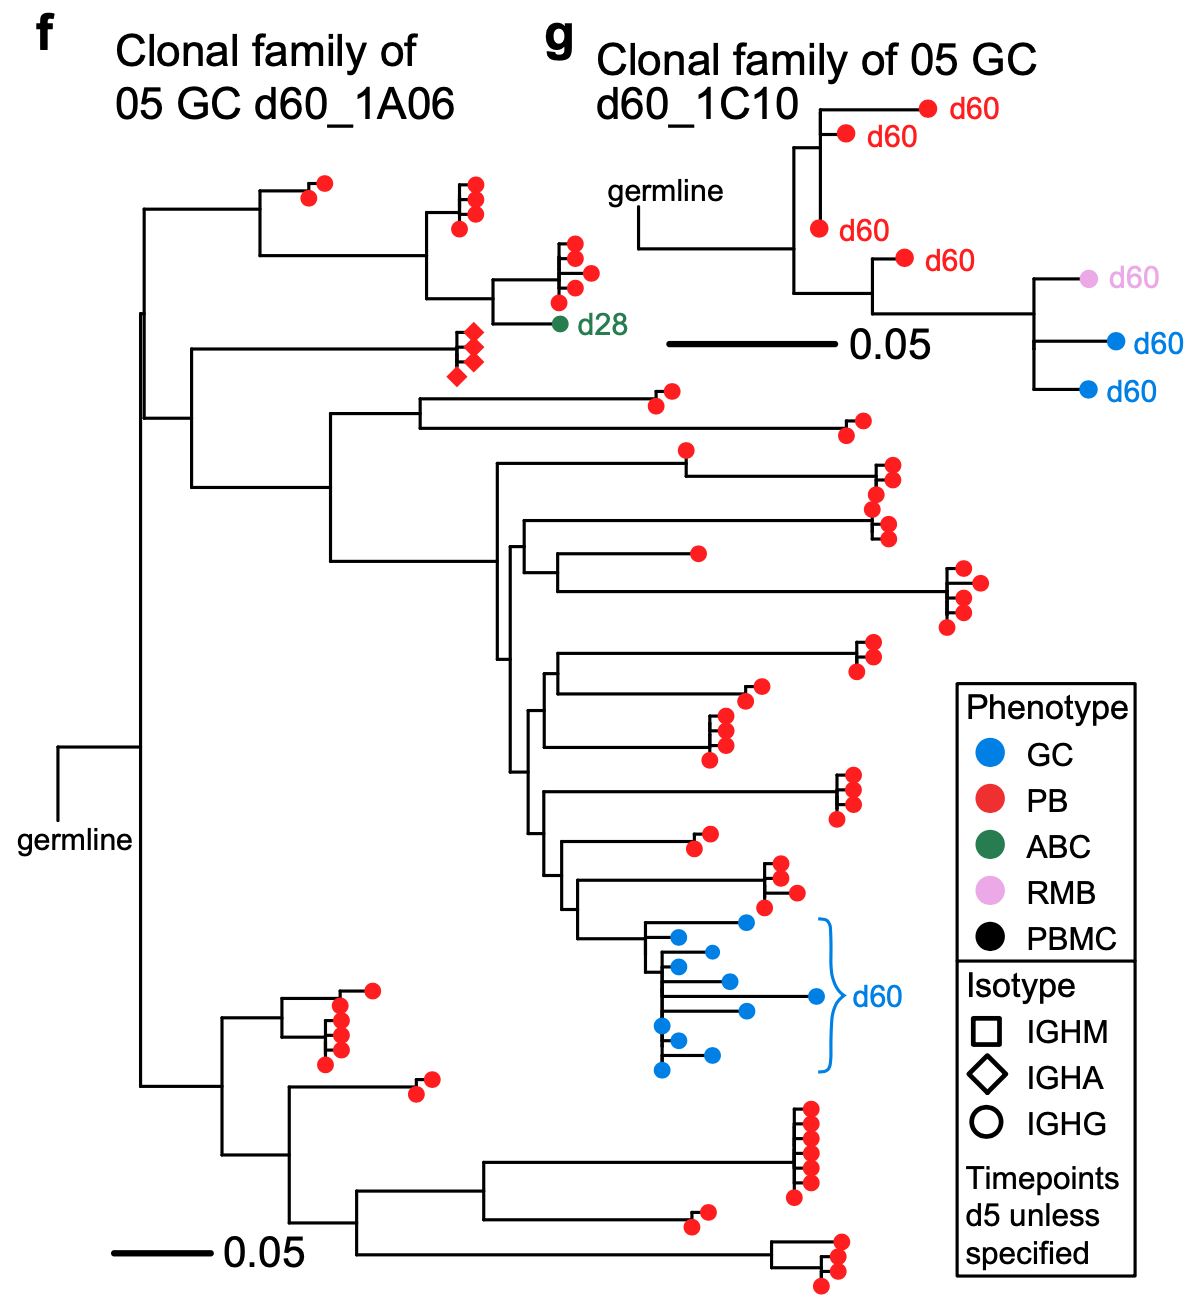 f
Clonal family of
05 GC d60_1A06
g
Clonal family of 05 GC
d60_1C10
d60
d60
germline
d60
d60
d60
d60
d60
0.05
d28
germline
d60
0.05
Phenotype
GC
PB
ABC
RMB
PBMC
Isotype
IGHM
IGHA
IGHG
Timepoints
d5 unless
specified